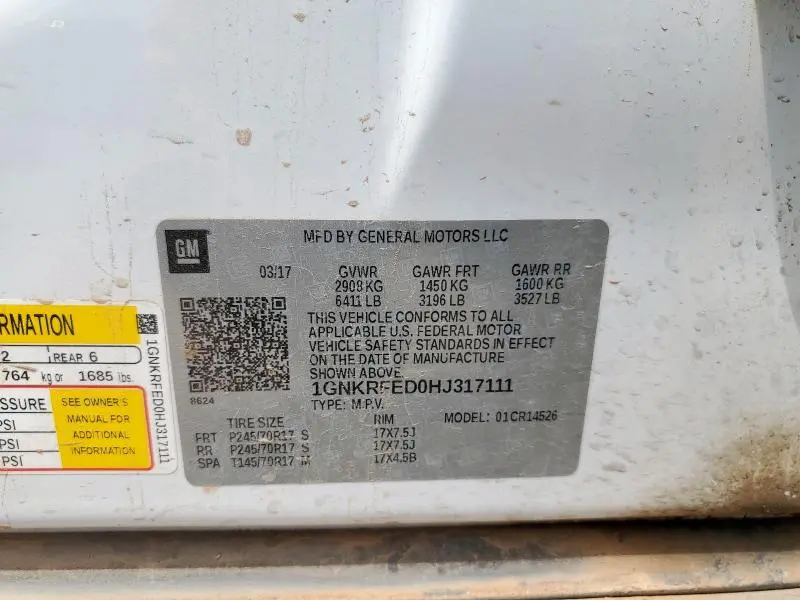 GM
MFD BY GENERAL MOTORS LLC
03/17 GVWR GAWR FRT GAWR RR
2908 KG 1450 KG 1600 KG
6411 LB 3196 LB 3527 LB
THIS VEHICLE CONFORMS TO ALL
APPLICABLE U.S. FEDERAL MOTOR
VEHICLE SAFETY STANDARDS IN EFFECT
ON THE DATE OF MANUFACTURE
SHOWN ABOVE.
1GNKRFED0HJ317111
8624
TYPE: M.P.V.
MODEL: 01CR14526
TIRE SIZE RIM
FRT P245/70R17 S 17X7.5J
RR P245/70R17 S 17X7.5J
SPA T145/70R17 M 17X4.5B
RMATION
2 REAR 6
764 kg or 1685 lbs.
SSURE
PSI
PSI
PSI
SEE OWNER'S
MANUAL FOR
ADDITIONAL
INFORMATION
1GNKRFED0HJ317111